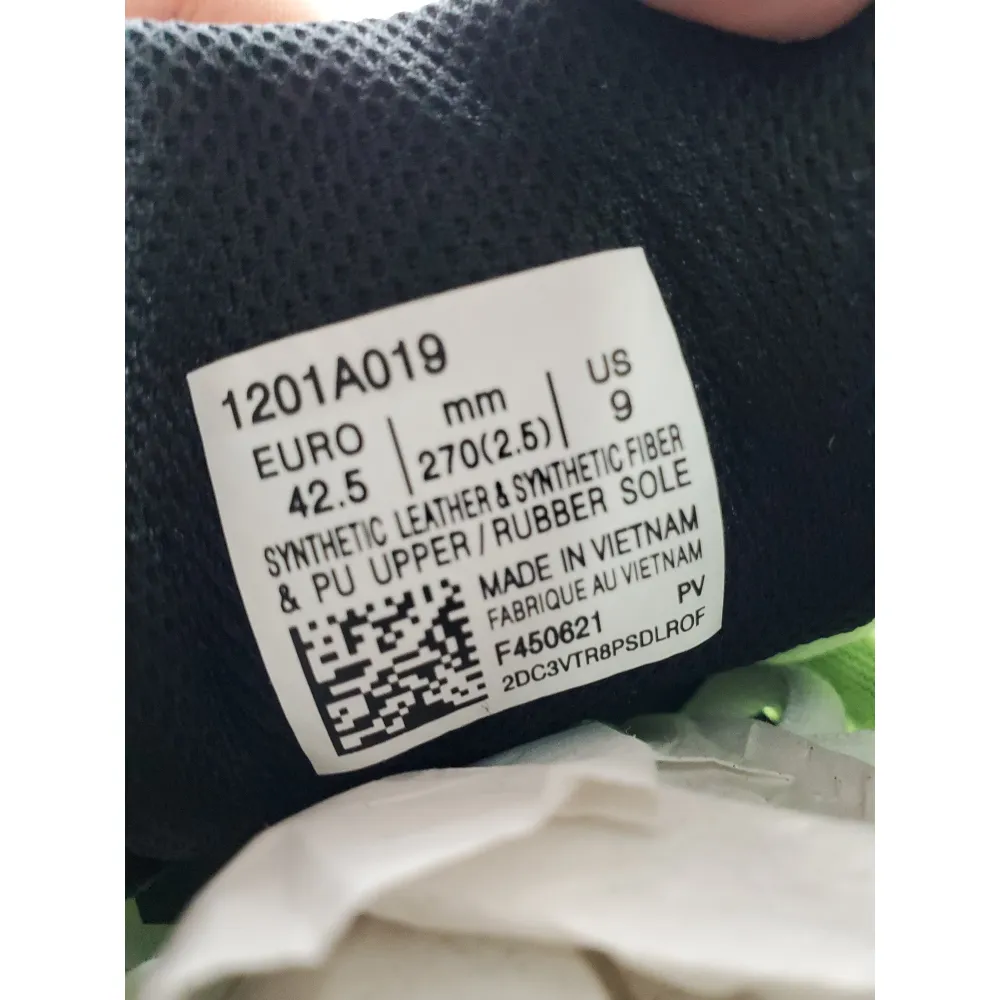 1201A019
EURO | mm | US
42.5 | 270(2.5) | 9
SYNTHETIC LEATHER & SYNTHETIC FIBER
& PU UPPER / RUBBER SOLE
MADE IN VIETNAM
FABRIQUE AU VIETNAM
F450621 PV
2DC3VTR8PSDLROF